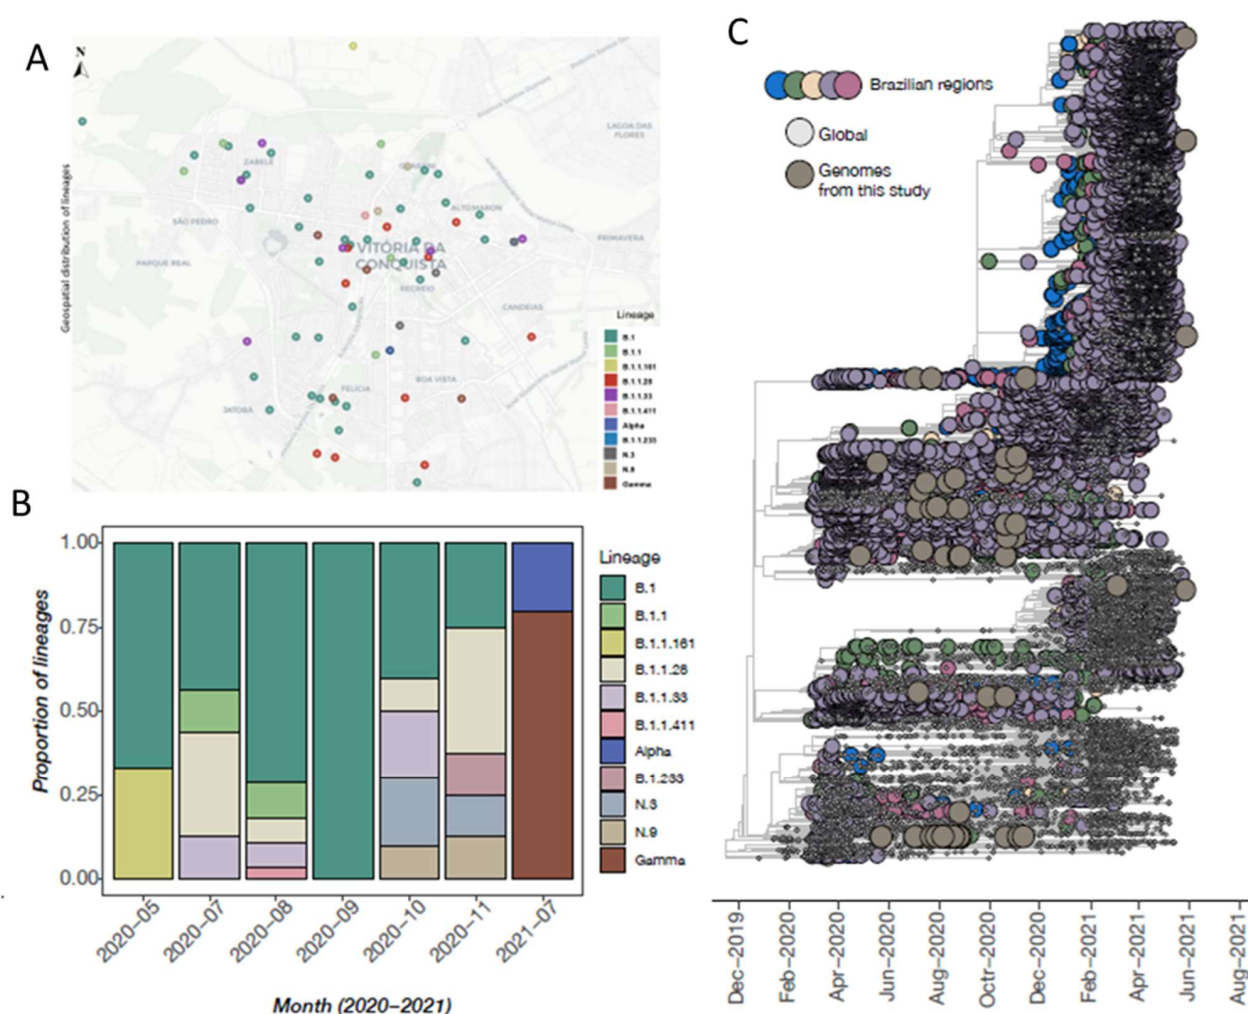 A
N
Geospatial distribution of lineages
LAGOA DAS
FLORES
ZABELÊ
ALTO MARON
SÃO PEDRO
PRIMAVERA
VITÓRIA DA
CONQUISTA
PARQUE REAL
RECREIO
CANDEIAS
BOA VISTA
FELÍCIA
JATOBÁ
Lineage
B.1
B.1.1
B.1.1.161
B.1.1.28
B.1.1.33
B.1.1.411
Alpha
B.1.1.233
N.3
N.9
Gamma
B
Proportion of lineages
1.00
0.75
0.50
0.25
0.00
2020–05
2020–07
2020–08
2020–09
2020–10
2020–11
2021–07
Month (2020–2021)
Lineage
B.1
B.1.1
B.1.1.161
B.1.1.28
B.1.1.33
B.1.1.411
Alpha
B.1.233
N.3
N.9
Gamma
C
Brazilian regions
Global
Genomes
from this study
Dec–2019
Feb–2020
Apr–2020
Jun–2020
Aug–2020
Octr–2020
Dec–2020
Feb–2021
Apr–2021
Jun–2021
Aug–2021